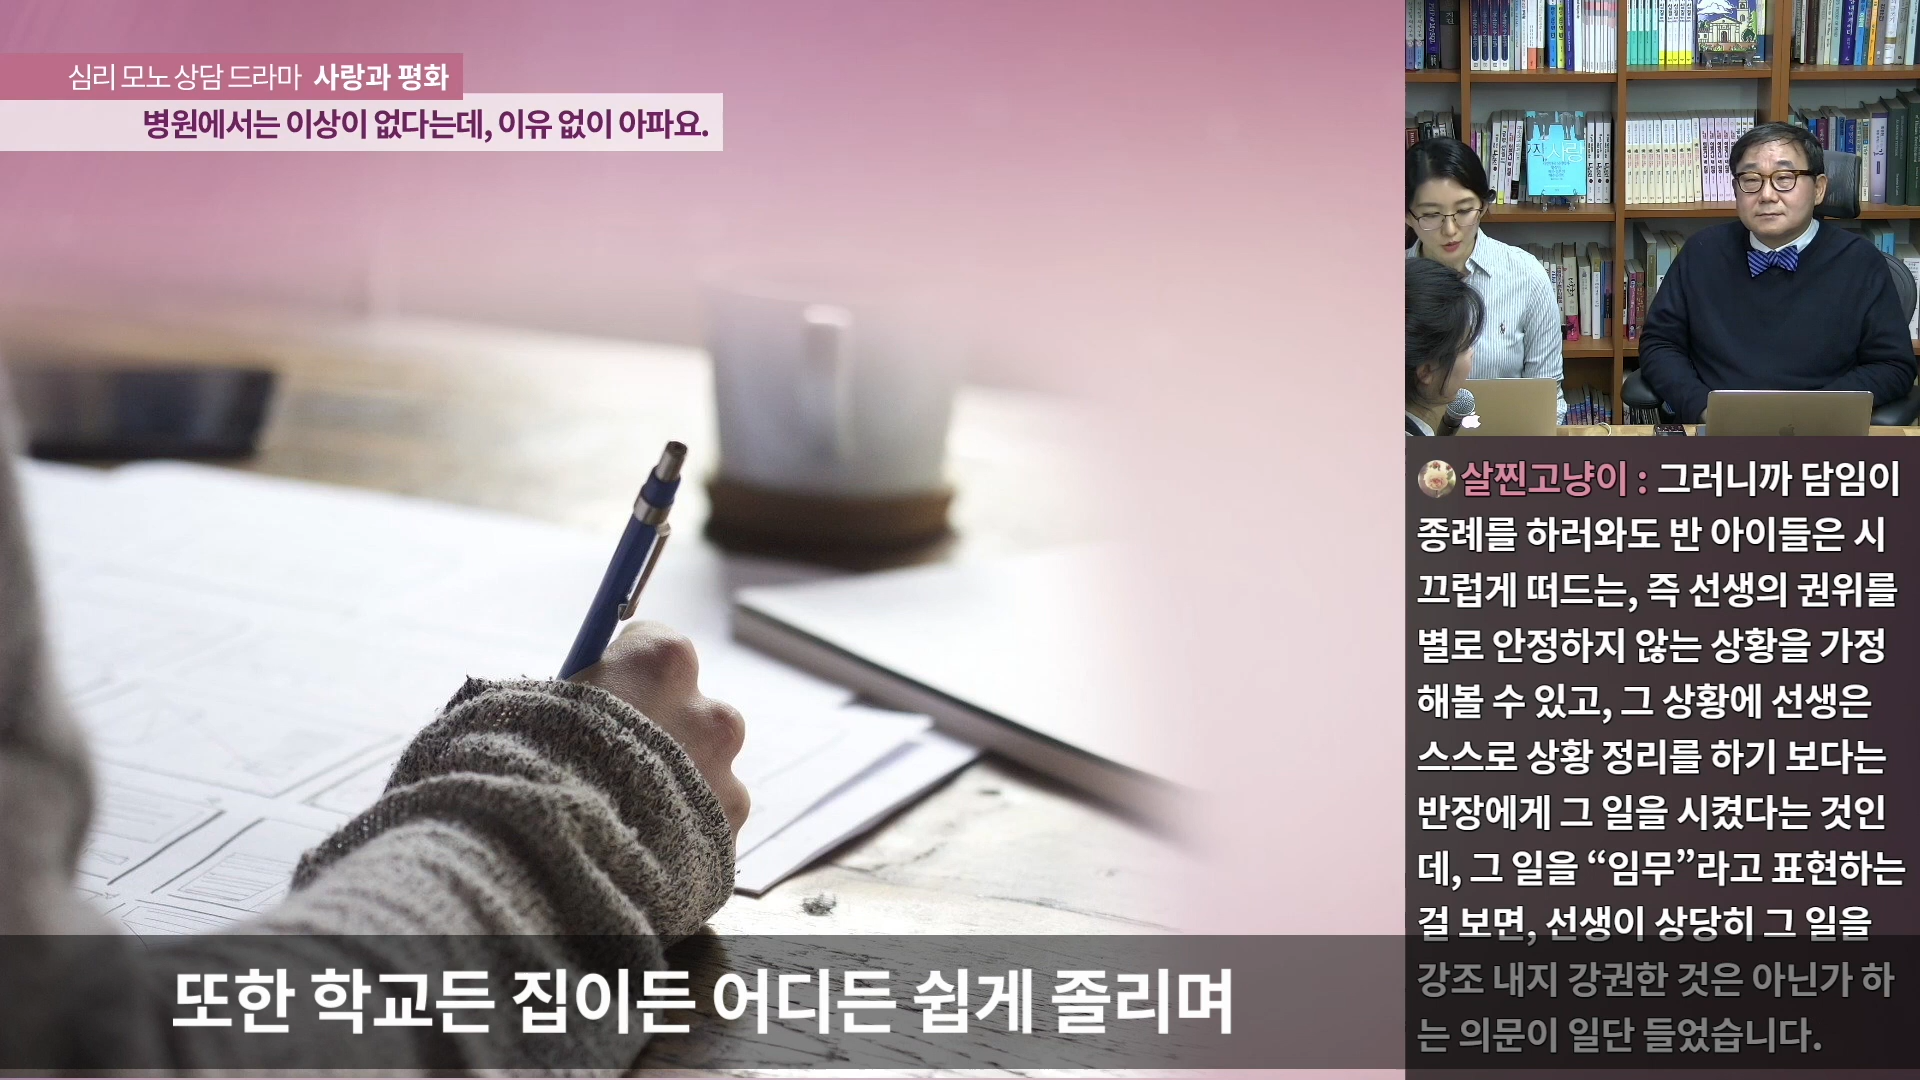 심리 모노 상담 드라마 사랑과 평화
병원에서는 이상이 없다는데, 이유 없이 아파요.
또한 학교든 집이든 어디든 쉽게 졸리며
살찐고냥이 : 그러니까 담임이
종례를 하러와도 반 아이들은 시
끄럽게 떠드는, 즉 선생의 권위를
별로 안정하지 않는 상황을 가정
해볼 수 있고, 그 상황에 선생은
스스로 상황 정리를 하기 보다는
반장에게 그 일을 시켰다는 것인
데, 그 일을 “임무”라고 표현하는
걸 보면, 선생이 상당히 그 일을
강조 내지 강권한 것은 아닌가 하
는 의문이 일단 들었습니다.